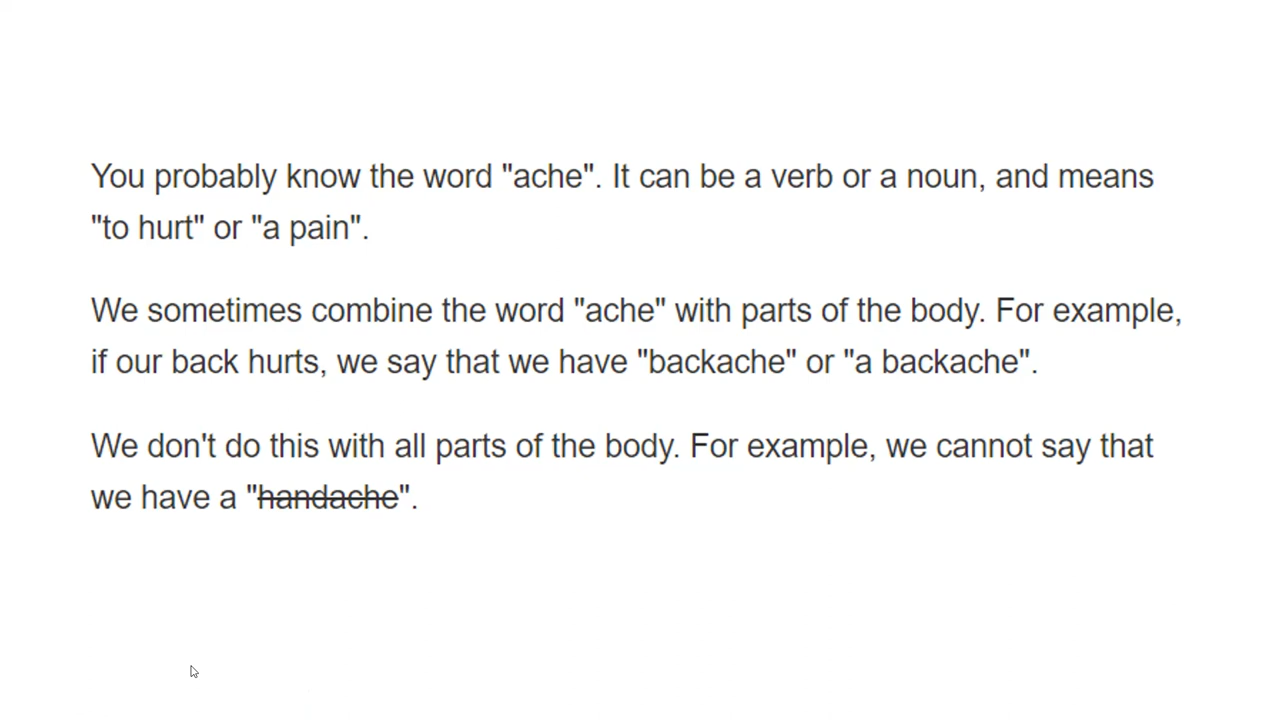 You probably know the word "ache". It can be a verb or a noun, and means
"to hurt" or "a pain".
We sometimes combine the word "ache" with parts of the body. For example,
if our back hurts, we say that we have "backache" or "a backache".
We don't do this with all parts of the body. For example, we cannot say that
we have a "handache".